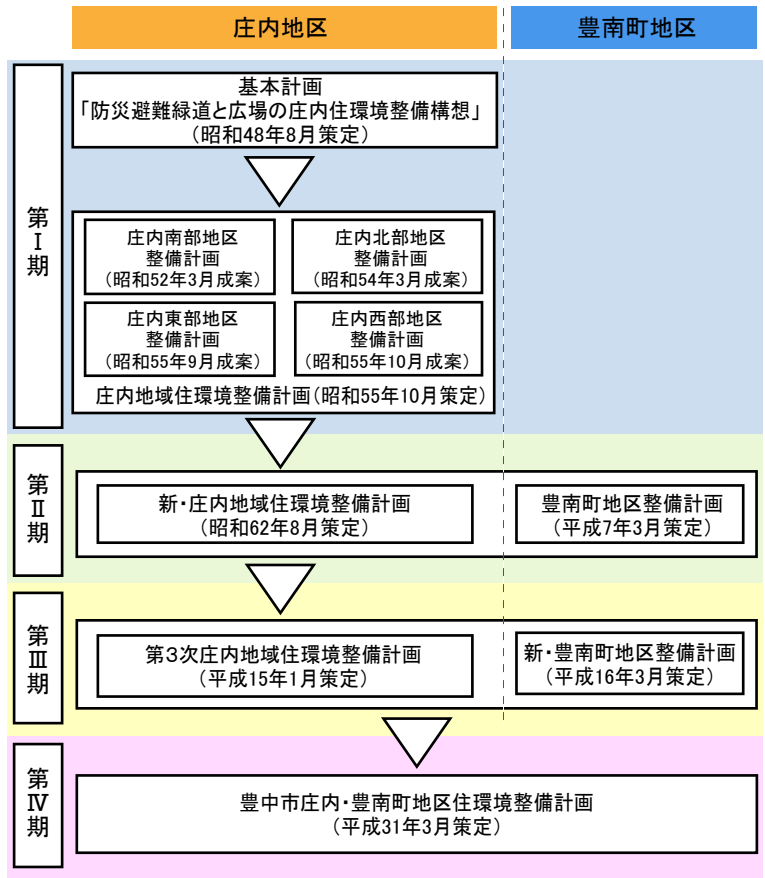 庄内地区
豊南町地区
第Ⅰ期
基本計画
「防災避難緑道と広場の庄内住環境整備構想」
（昭和48年8月策定）
庄内南部地区
整備計画
（昭和52年3月成案）
庄内北部地区
整備計画
（昭和54年3月成案）
庄内東部地区
整備計画
（昭和55年9月成案）
庄内西部地区
整備計画
（昭和55年10月成案）
庄内地域住環境整備計画（昭和55年10月策定）
第Ⅱ期
新・庄内地域住環境整備計画
（昭和62年8月策定）
豊南町地区整備計画
（平成7年3月策定）
第Ⅲ期
第３次庄内地域住環境整備計画
（平成15年1月策定）
新・豊南町地区整備計画
（平成16年3月策定）
第Ⅳ期
豊中市庄内・豊南町地区住環境整備計画
（平成31年3月策定）